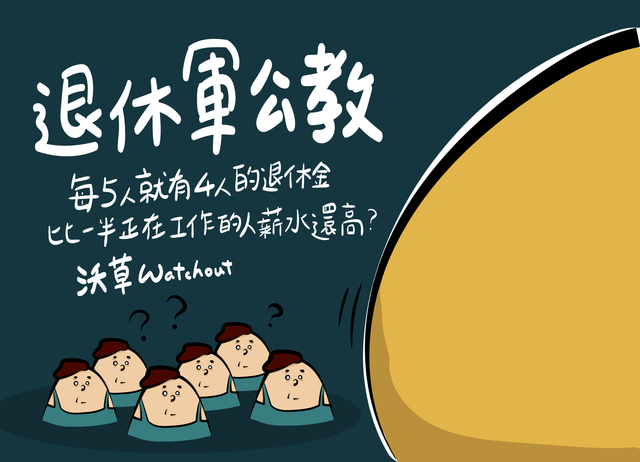 退休軍公教
每5人就有4人的退休金
比一半正在工作的人薪水還高?
沃草Watchout
?
?
?